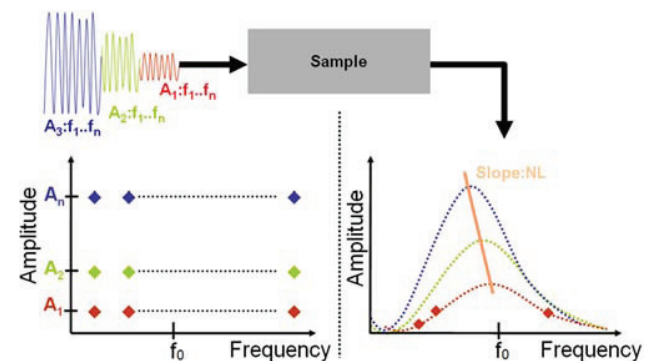 Sample
A₁:f₁..fₙ
A₂:f₁..fₙ
A₃:f₁..fₙ
Amplitude
Aₙ
A₂
A₁
f₀
Frequency
Slope:NL
Amplitude
f₀
Frequency